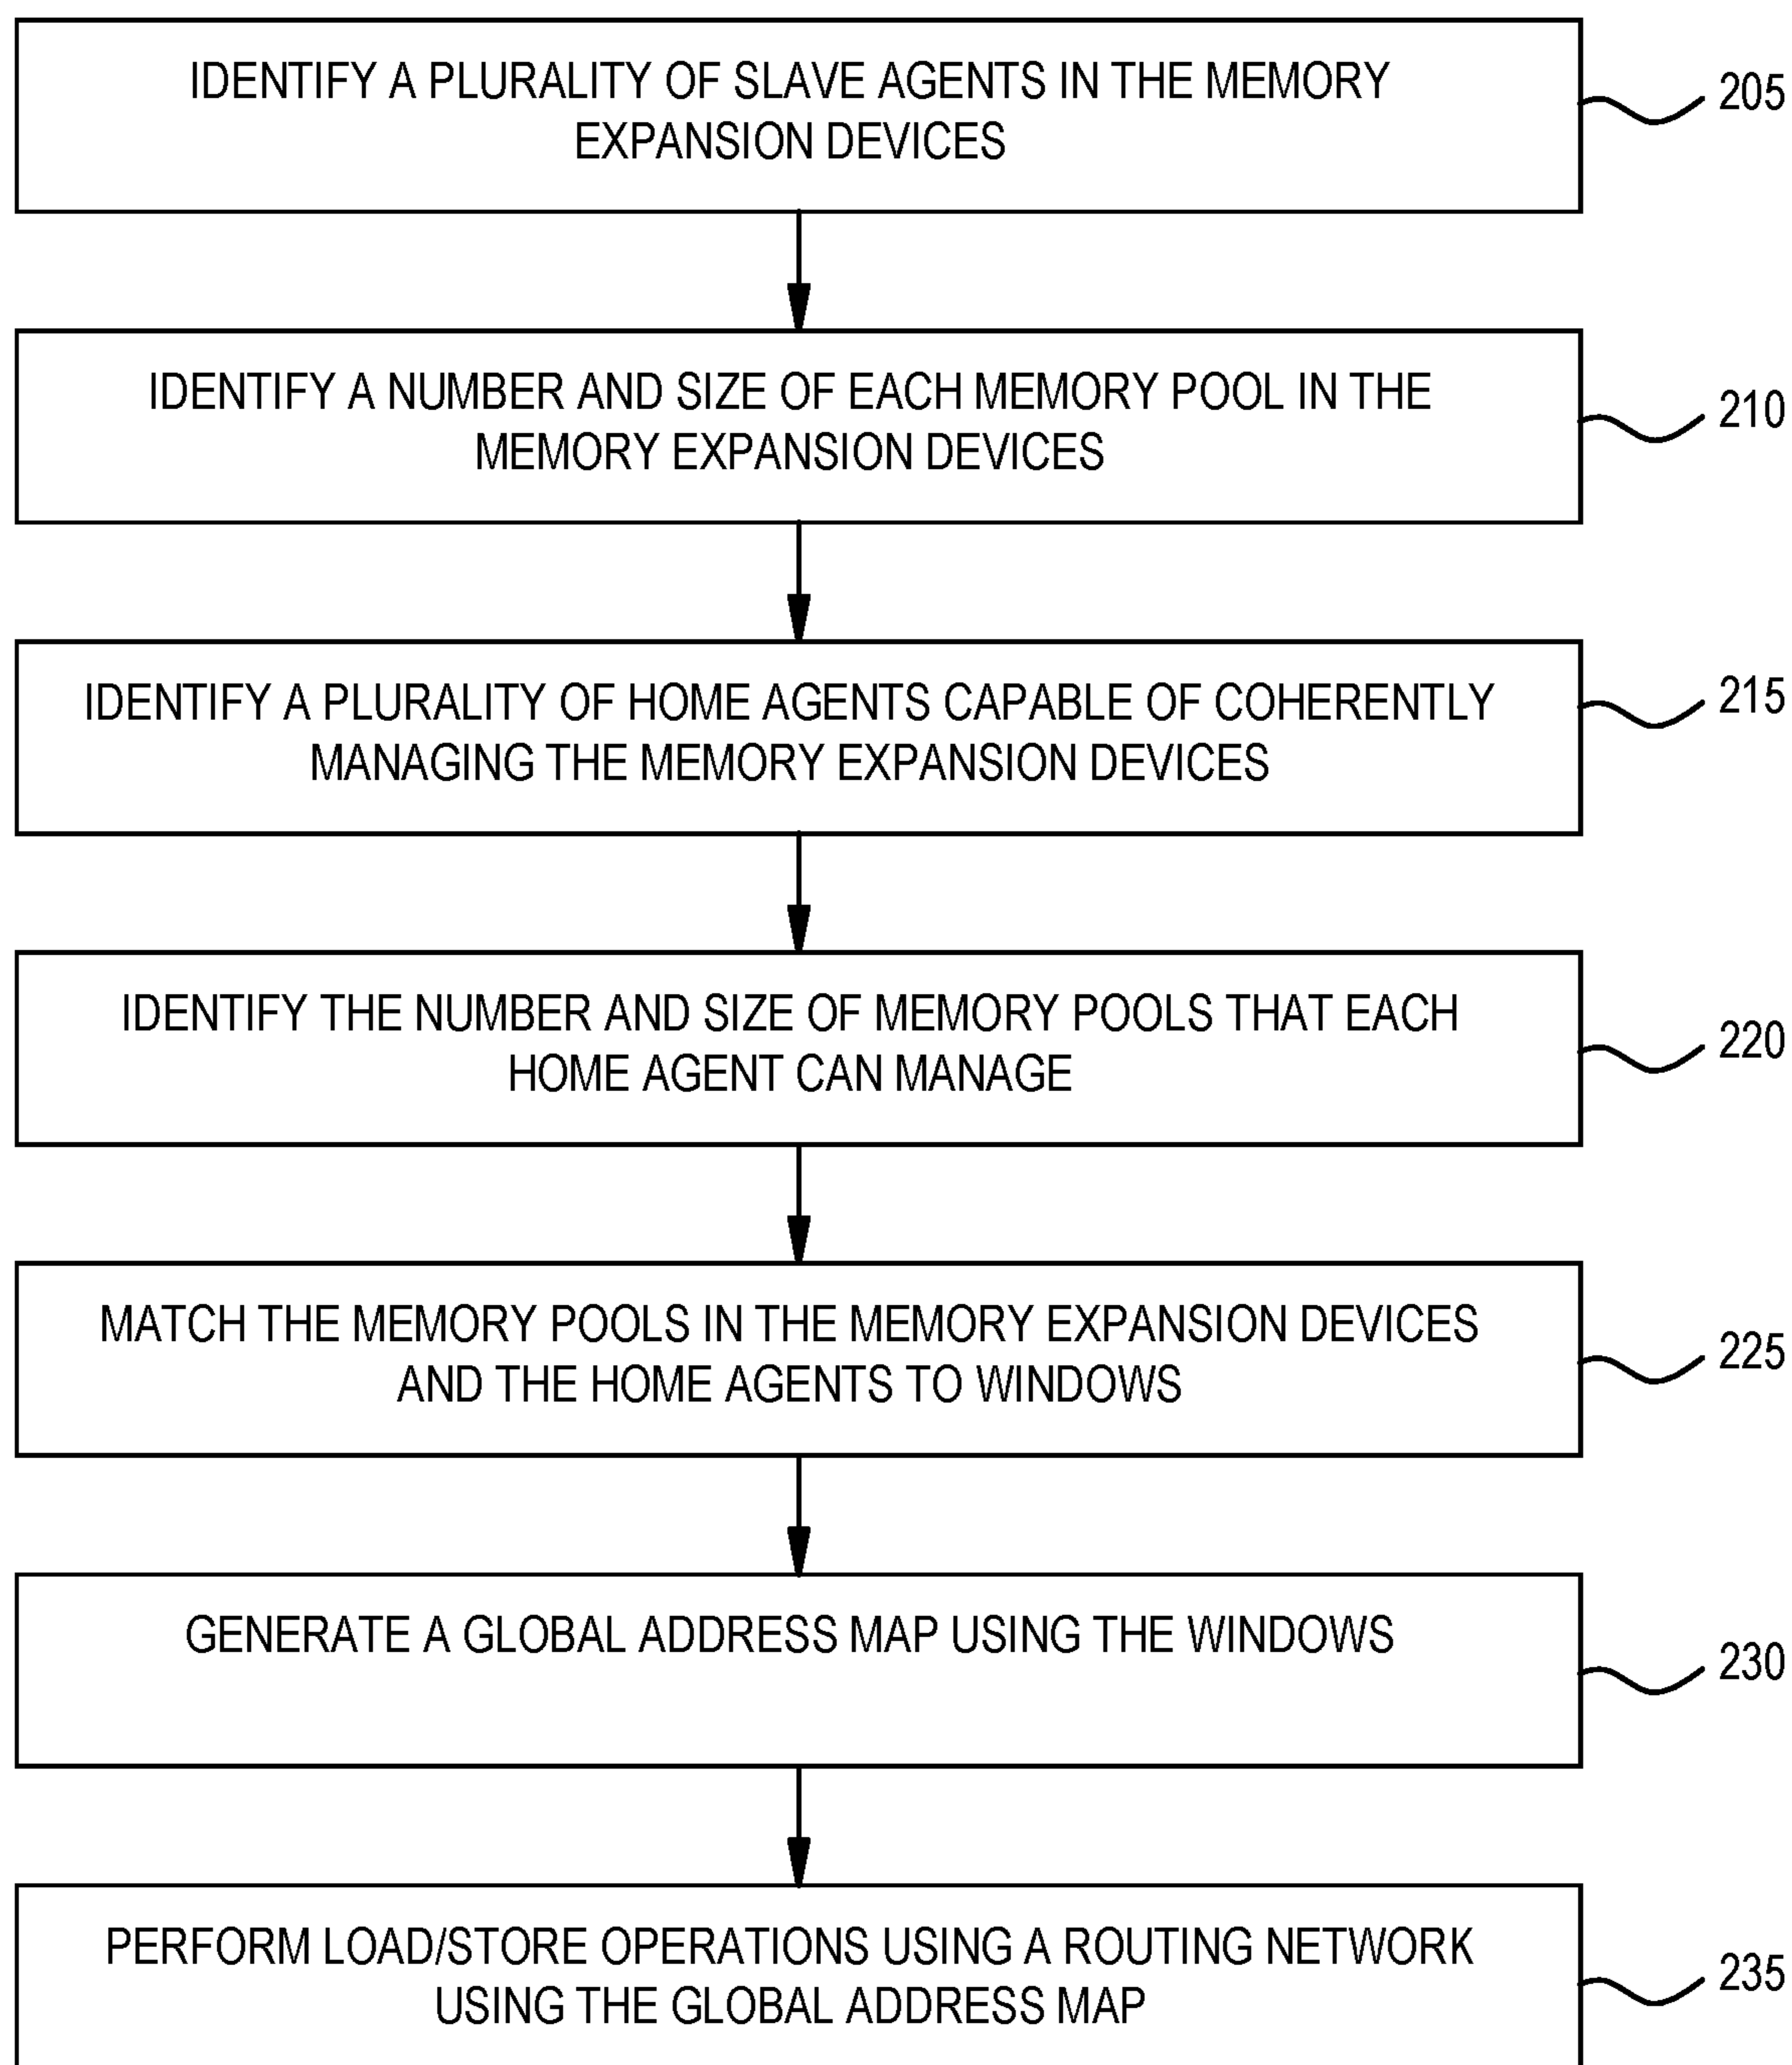 IDENTIFY A PLURALITY OF SLAVE AGENTS IN THE MEMORY
EXPANSION DEVICES
205
IDENTIFY A NUMBER AND SIZE OF EACH MEMORY POOL IN THE
MEMORY EXPANSION DEVICES
210
IDENTIFY A PLURALITY OF HOME AGENTS CAPABLE OF COHERENTLY
MANAGING THE MEMORY EXPANSION DEVICES
215
IDENTIFY THE NUMBER AND SIZE OF MEMORY POOLS THAT EACH
HOME AGENT CAN MANAGE
220
MATCH THE MEMORY POOLS IN THE MEMORY EXPANSION DEVICES
AND THE HOME AGENTS TO WINDOWS
225
GENERATE A GLOBAL ADDRESS MAP USING THE WINDOWS
230
PERFORM LOAD/STORE OPERATIONS USING A ROUTING NETWORK
USING THE GLOBAL ADDRESS MAP
235